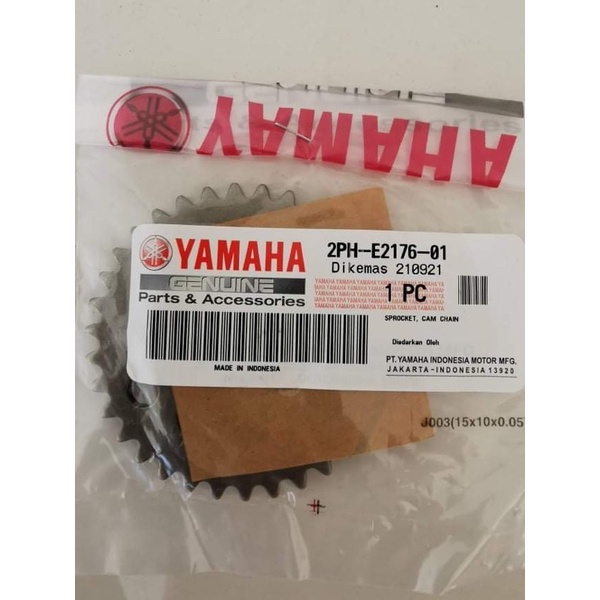 YAMAHA
YAMAHA
GENUINE
Parts & Accessories
MADE IN INDONESIA
2PH-E2176-01
Dikemas 210921
1 PC
SPROCKET, CAM CHAIN
Diedarkan Oleh
PT. YAMAHA INDONESIA MOTOR MFG.
JAKARTA-INDONESIA 13920
J003(15x10x0.05